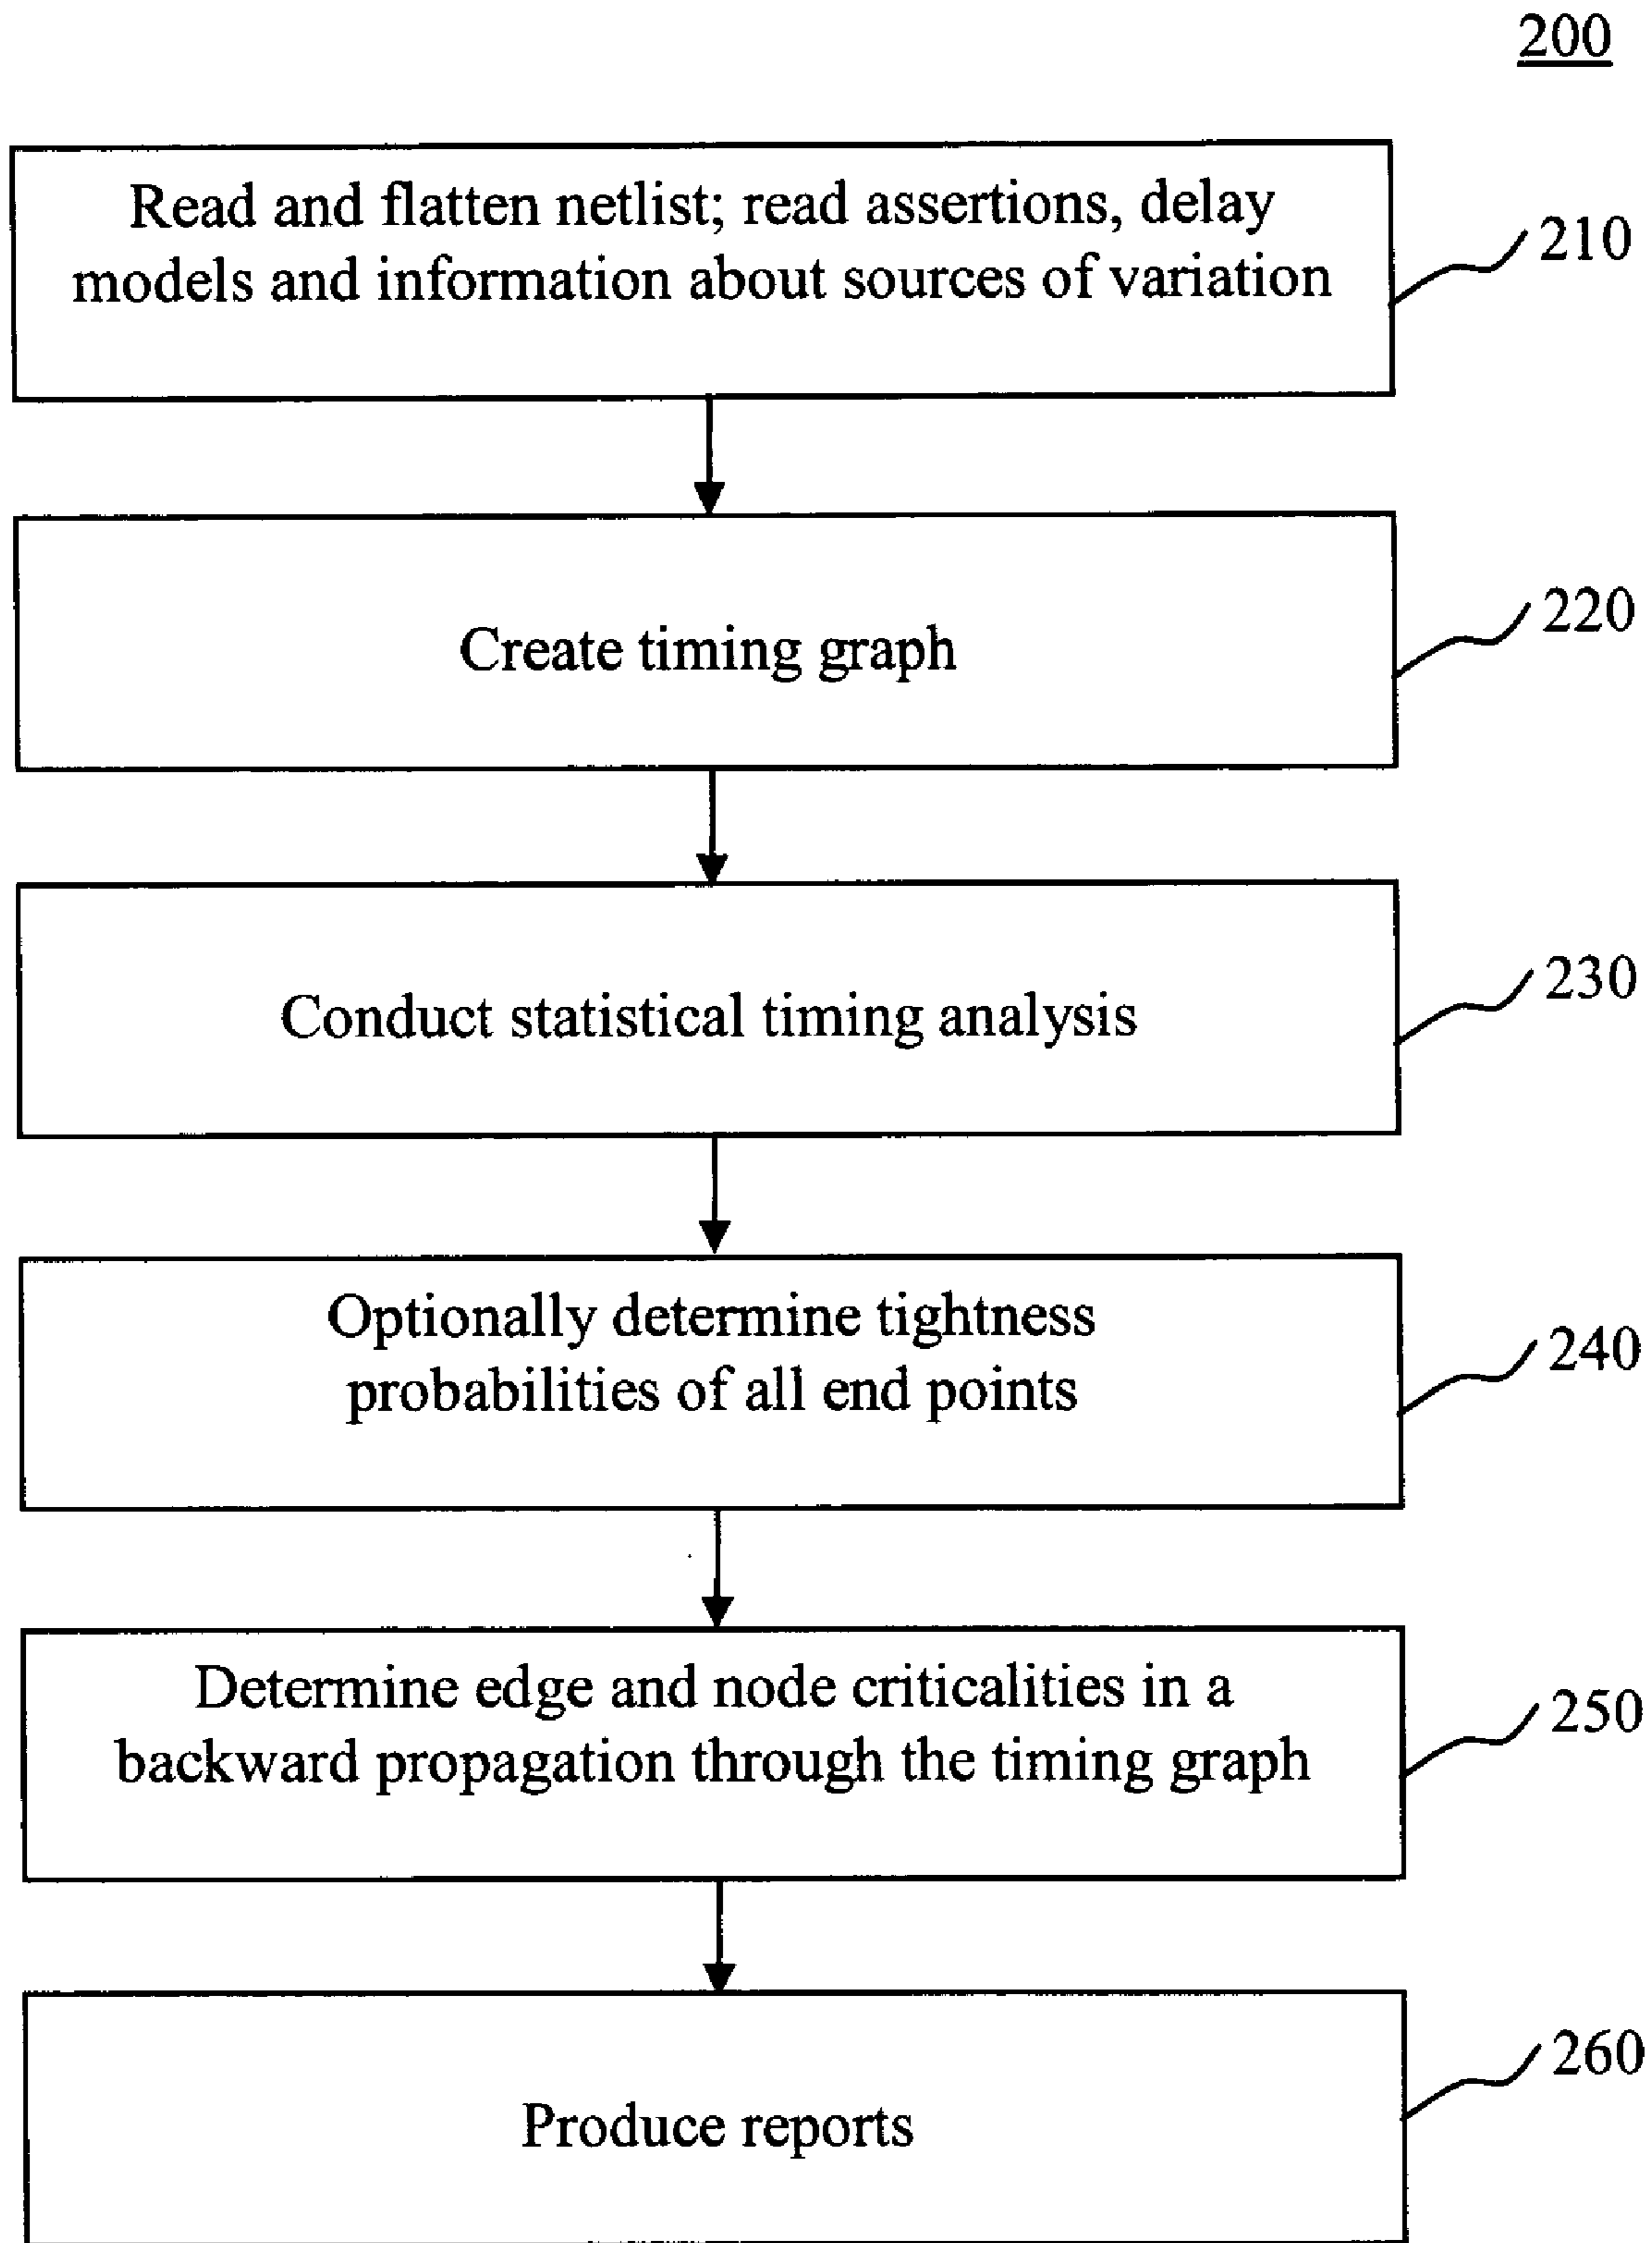 200
Read and flatten netlist; read assertions, delay
models and information about sources of variation
210
Create timing graph
220
Conduct statistical timing analysis
230
Optionally determine tightness
probabilities of all end points
240
Determine edge and node criticalities in a
backward propagation through the timing graph
250
Produce reports
260